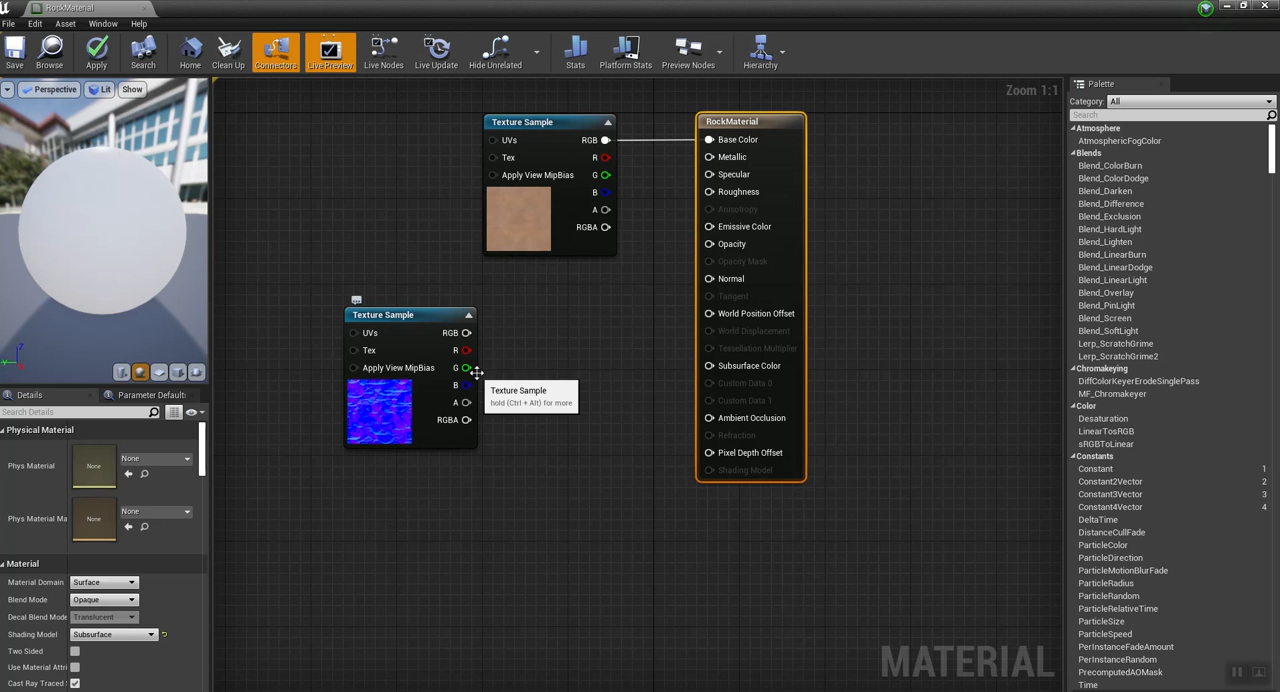 RockMaterial
File Edit Asset Window Help
Save Browse Apply Search Home Clean Up Connectors Live Preview Live Nodes Live Update Hide Unrelated Stats Platform Stats Preview Nodes Hierarchy
Perspective Lit Show
Zoom 1:1
Texture Sample
UVs RGB
Tex R
Apply View MipBias G
B
A
RGBA
Texture Sample
UVs RGB
Tex R
Apply View MipBias G
B
A
RGBA
Texture Sample
hold (Ctrl + Alt) for more
RockMaterial
Base Color
Metallic
Specular
Roughness
Anisotropy
Emissive Color
Opacity
Opacity Mask
Normal
Tangent
World Position Offset
World Displacement
Tessellation Multiplier
Subsurface Color
Custom Data 0
Custom Data 1
Ambient Occlusion
Refraction
Pixel Depth Offset
Shading Model
MATERIAL
Details Parameter Default
Search Details
Physical Material
Phys Material None None
Phys Material Ma None None
Material
Material Domain Surface
Blend Mode Opaque
Decal Blend Mode Translucent
Shading Model Subsurface
Two Sided
Use Material Attri
Cast Ray Traced
Palette
Category: All
Search
Atmosphere
AtmosphericFogColor
Blends
Blend_ColorBurn
Blend_ColorDodge
Blend_Darken
Blend_Difference
Blend_Exclusion
Blend_HardLight
Blend_Lighten
Blend_LinearBurn
Blend_LinearDodge
Blend_LinearLight
Blend_Overlay
Blend_PinLight
Blend_Screen
Blend_SoftLight
Lerp_ScratchGrime
Lerp_ScratchGrime2
Chromakeying
DiffColorKeyerErodeSinglePass
MF_Chromakeyer
Color
Desaturation
LinearTosRGB
sRGBToLinear
Constants
Constant 1
Constant2Vector 2
Constant3Vector 3
Constant4Vector 4
DeltaTime
DistanceCullFade
ParticleColor
ParticleDirection
ParticleMotionBlurFade
ParticleRadius
ParticleRandom
ParticleRelativeTime
ParticleSize
ParticleSpeed
PerInstanceFadeAmount
PerInstanceRandom
PrecomputedAOMask
Time